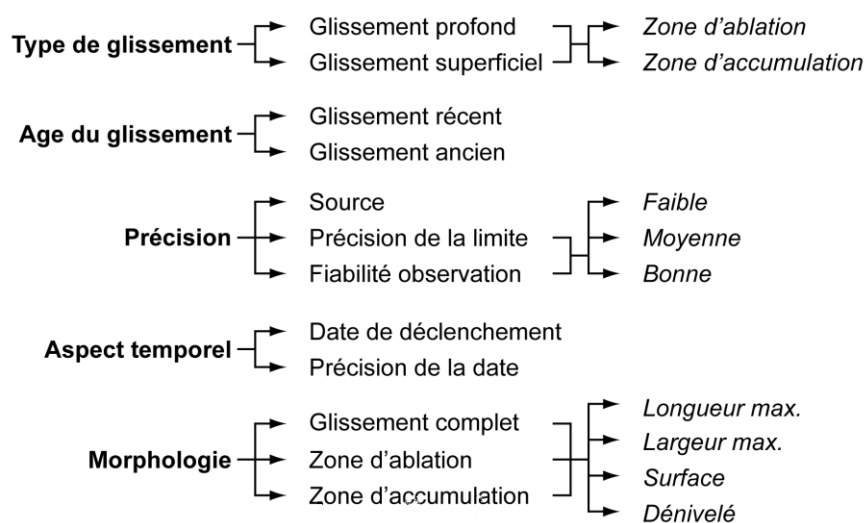 Type de glissement
Glissement profond
Glissement superficiel
Zone d'ablation
Zone d'accumulation
Age du glissement
Glissement récent
Glissement ancien
Précision
Source
Précision de la limite
Fiabilité observation
Faible
Moyenne
Bonne
Aspect temporel
Date de déclenchement
Précision de la date
Morphologie
Glissement complet
Zone d'ablation
Zone d'accumulation
Longueur max.
Largeur max.
Surface
Dénivelé